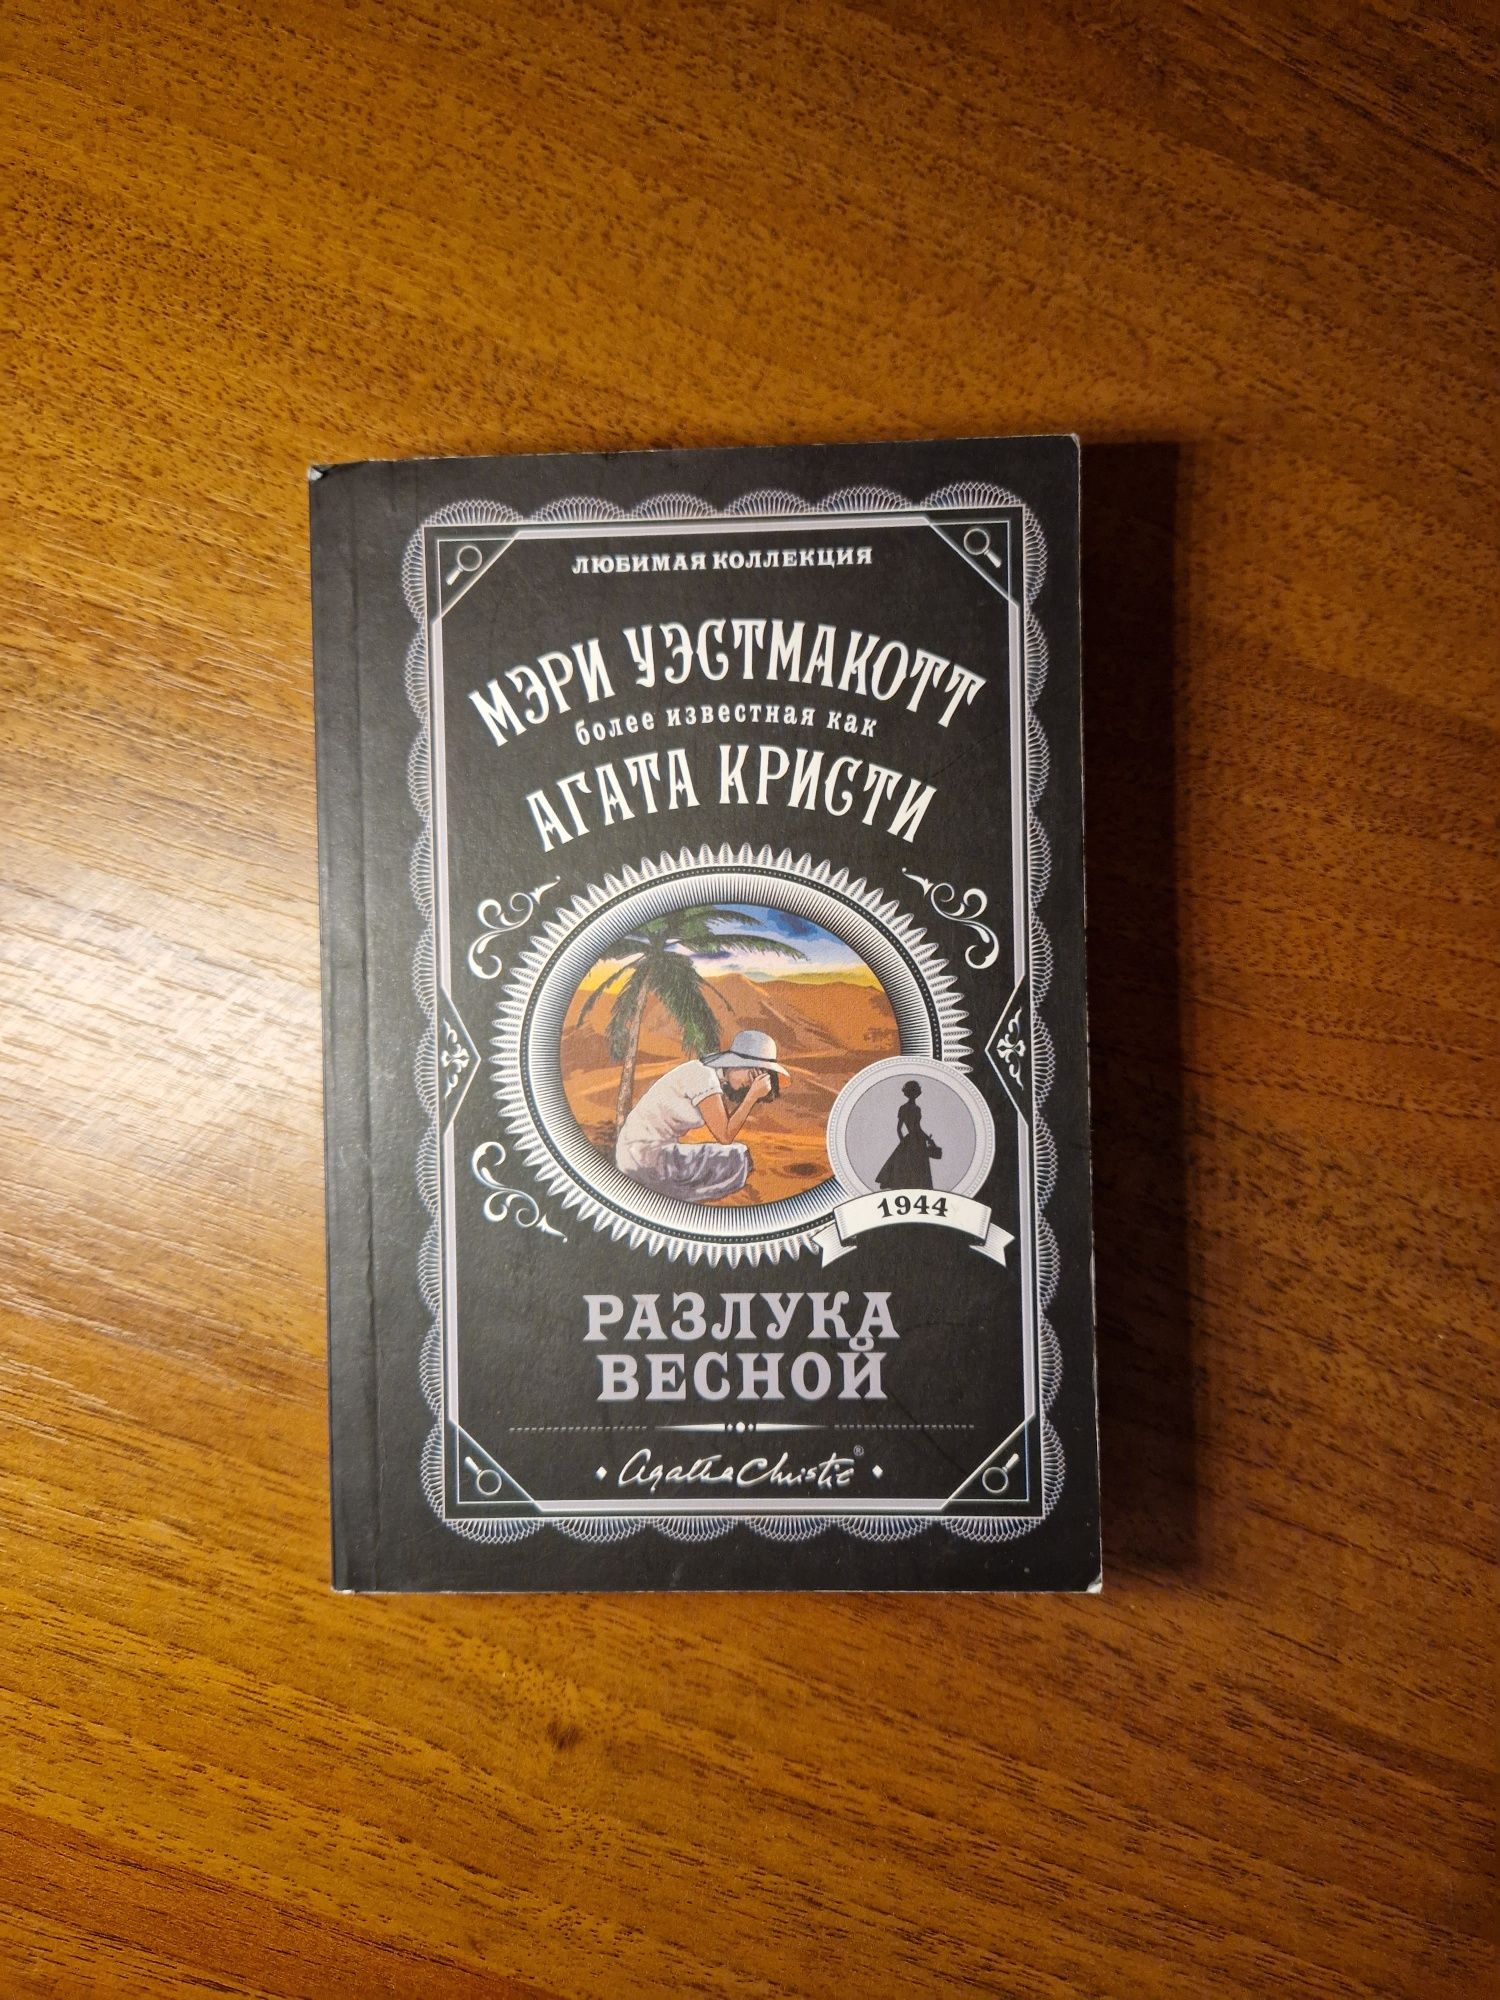 ЛЮБИМАЯ КОЛЛЕКЦИЯ
МЭРИ УЭСТМАКОТТ
более известная как
АГАТА КРИСТИ
1944
РАЗЛУКА
ВЕСНОЙ
Agatha Christie®